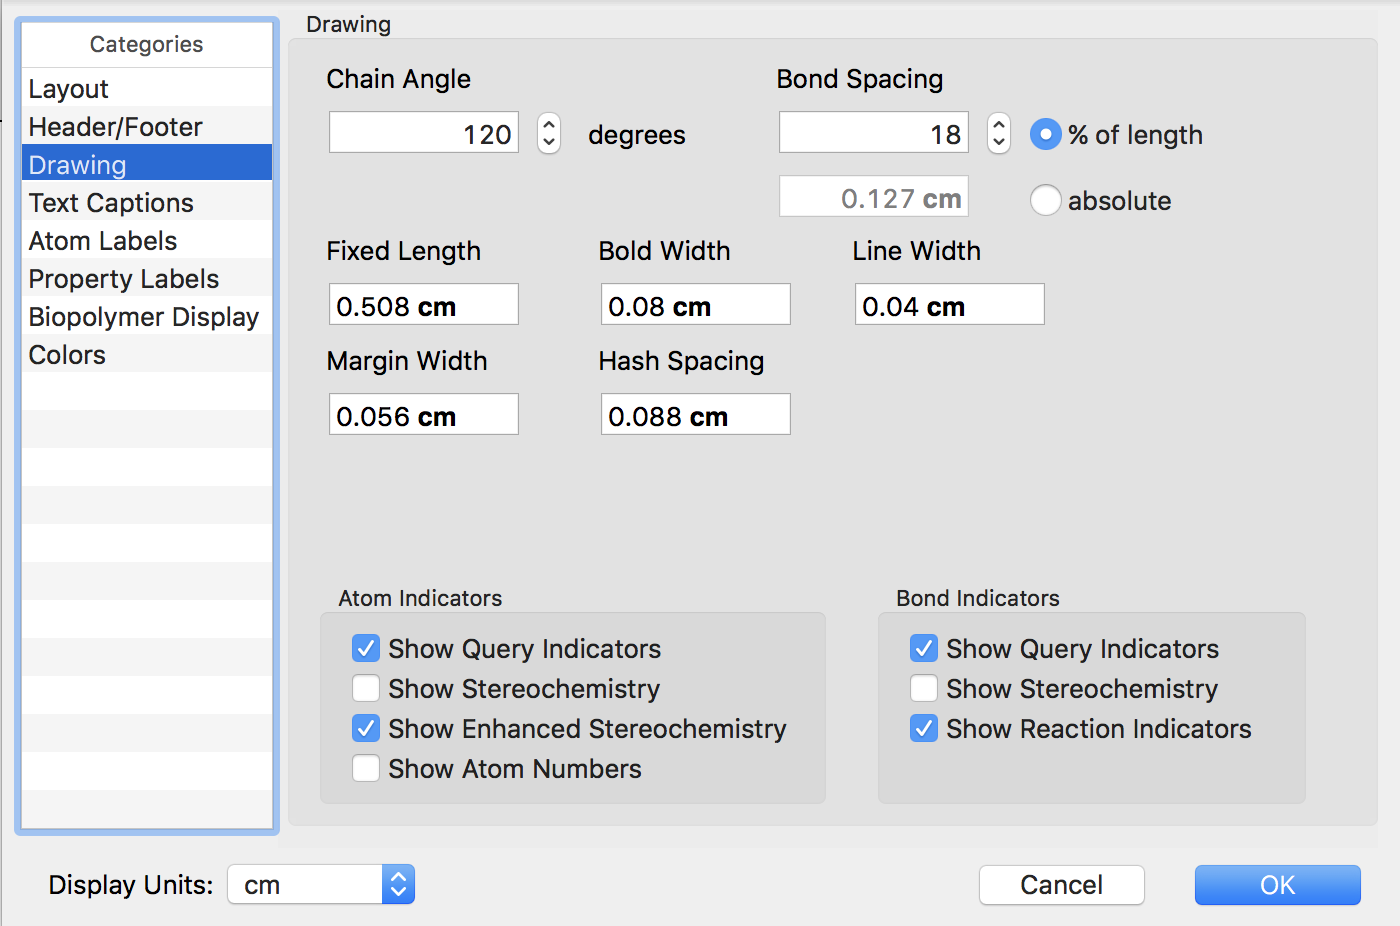 Categories
Layout
Header/Footer
Drawing
Text Captions
Atom Labels
Property Labels
Biopolymer Display
Colors
Drawing
Chain Angle
120 degrees
Bond Spacing
18 % of length
0.127 cm absolute
Fixed Length Bold Width Line Width
0.508 cm 0.08 cm 0.04 cm
Margin Width Hash Spacing
0.056 cm 0.088 cm
Atom Indicators
Show Query Indicators
Show Stereochemistry
Show Enhanced Stereochemistry
Show Atom Numbers
Bond Indicators
Show Query Indicators
Show Stereochemistry
Show Reaction Indicators
Display Units: cm
Cancel OK